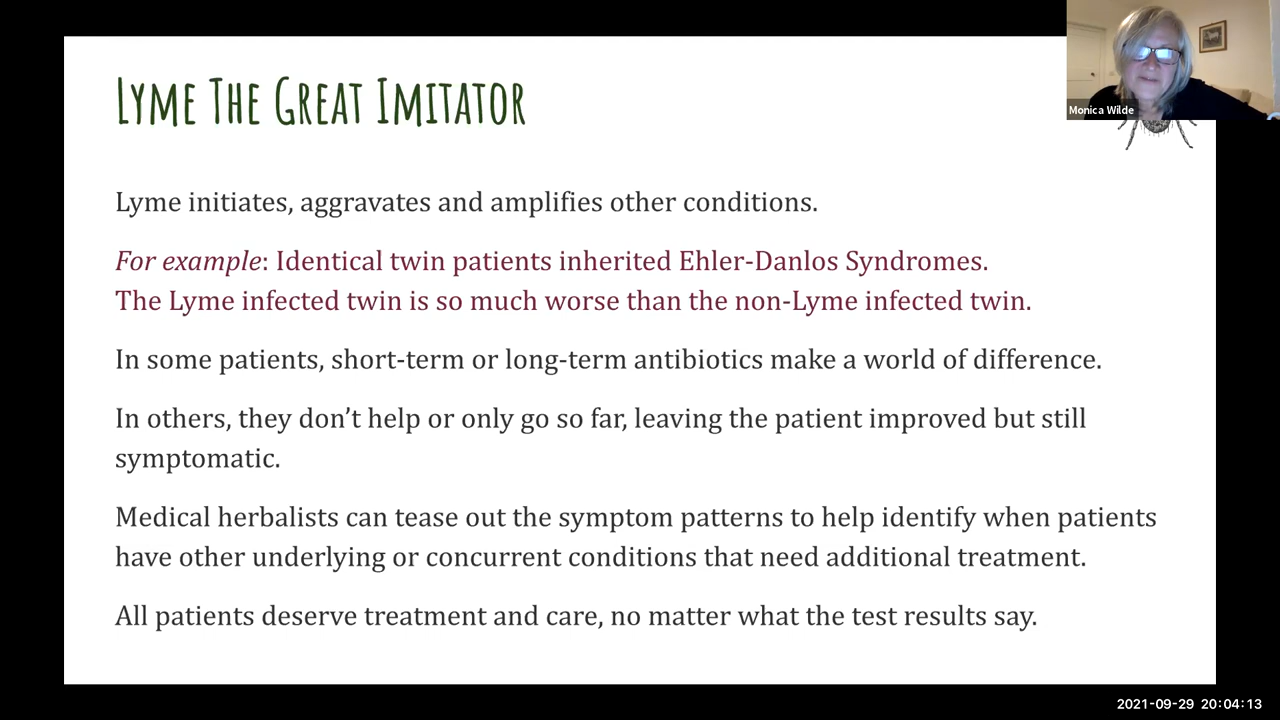 Lyme The Great Imitator
Monica Wilde
Lyme initiates, aggravates and amplifies other conditions.
For example: Identical twin patients inherited Ehler-Danlos Syndromes.
The Lyme infected twin is so much worse than the non-Lyme infected twin.
In some patients, short-term or long-term antibiotics make a world of difference.
In others, they don’t help or only go so far, leaving the patient improved but still
symptomatic.
Medical herbalists can tease out the symptom patterns to help identify when patients
have other underlying or concurrent conditions that need additional treatment.
All patients deserve treatment and care, no matter what the test results say.
2021-09-29 20:04:13